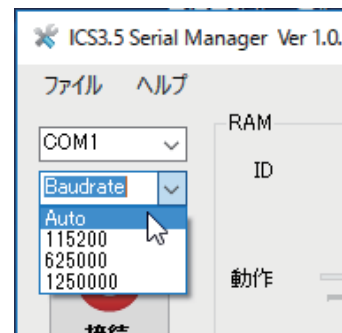 ICS3.5 Serial Manager Ver 1.0.
ファイル ヘルプ
COM1
RAM
ID
Baudrate
Auto
115200
625000
1250000
動作
接続